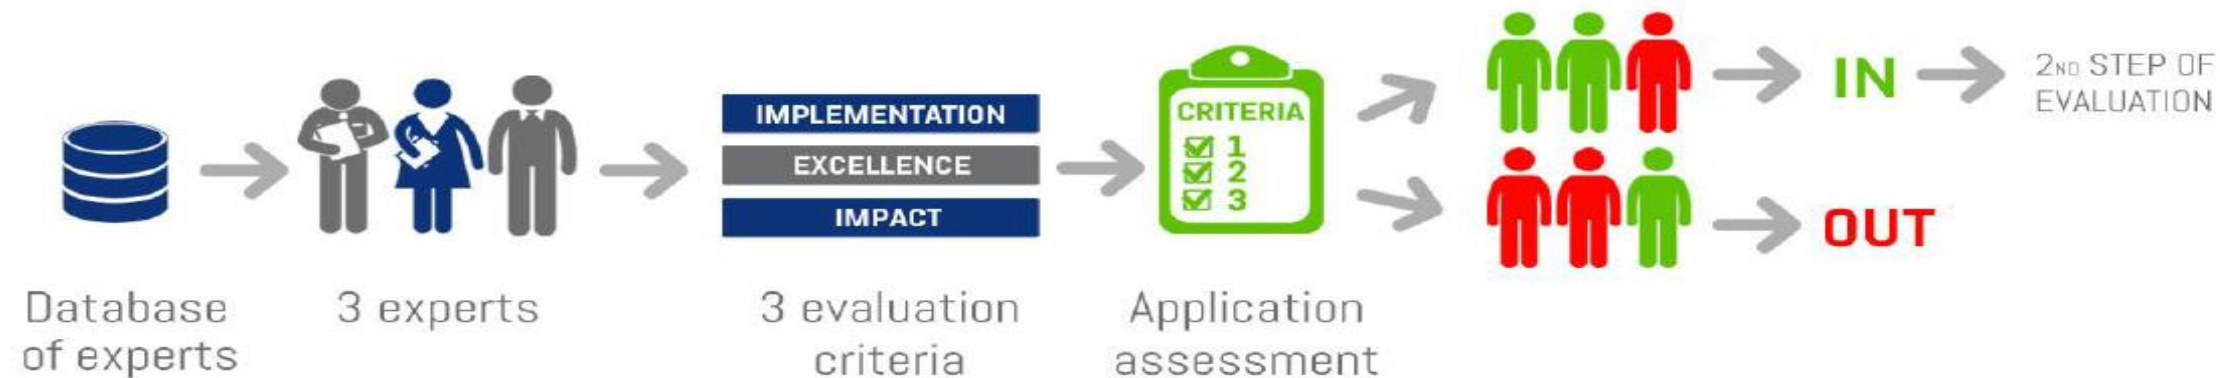 IMPLEMENTATION
EXCELLENCE
IMPACT
CRITERIA
1
2
3
IN
2ND STEP OF
EVALUATION
OUT
Database
of experts
3 experts
3 evaluation
criteria
Application
assessment